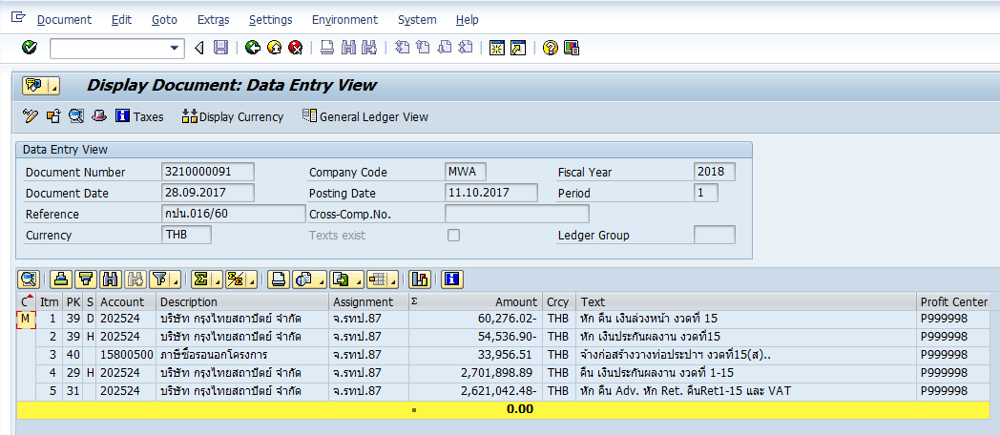 Document Edit Goto Extras Settings Environment System Help
Display Document: Data Entry View
Taxes Display Currency General Ledger View
Data Entry View
Document Number 3210000091 Company Code MWA Fiscal Year 2018
Document Date 28.09.2017 Posting Date 11.10.2017 Period 1
Reference กปน.016/60 Cross-Comp.No.
Currency THB Texts exist Ledger Group
C Itm PK S Account Description Assignment Σ Amount Crcy Text Profit Center
M 1 39 D 202524 บริษัท กรุงไทยสถาปัตย์ จำกัด จ.รทป.87 60,276.02- THB หัก คืน เงินล่วงหน้า งวดที่ 15 P999998
2 39 H 202524 บริษัท กรุงไทยสถาปัตย์ จำกัด จ.รทป.87 54,536.90- THB หัก เงินประกันผลงาน งวดที่15 P999998
3 40 15800500 ภาษีซื้อรอนอกโครงการ จ.รทป.87 33,956.51 THB จ้างก่อสร้างวางท่อประปาฯ งวดที่15(ส).. P999998
4 29 H 202524 บริษัท กรุงไทยสถาปัตย์ จำกัด จ.รทป.87 2,701,898.89 THB คืน เงินประกันผลงาน งวดที่ 1-15 P999998
5 31 202524 บริษัท กรุงไทยสถาปัตย์ จำกัด จ.รทป.87 2,621,042.48- THB หัก คืน Adv. หัก Ret. คืนRet1-15 และ VAT P999998
0.00